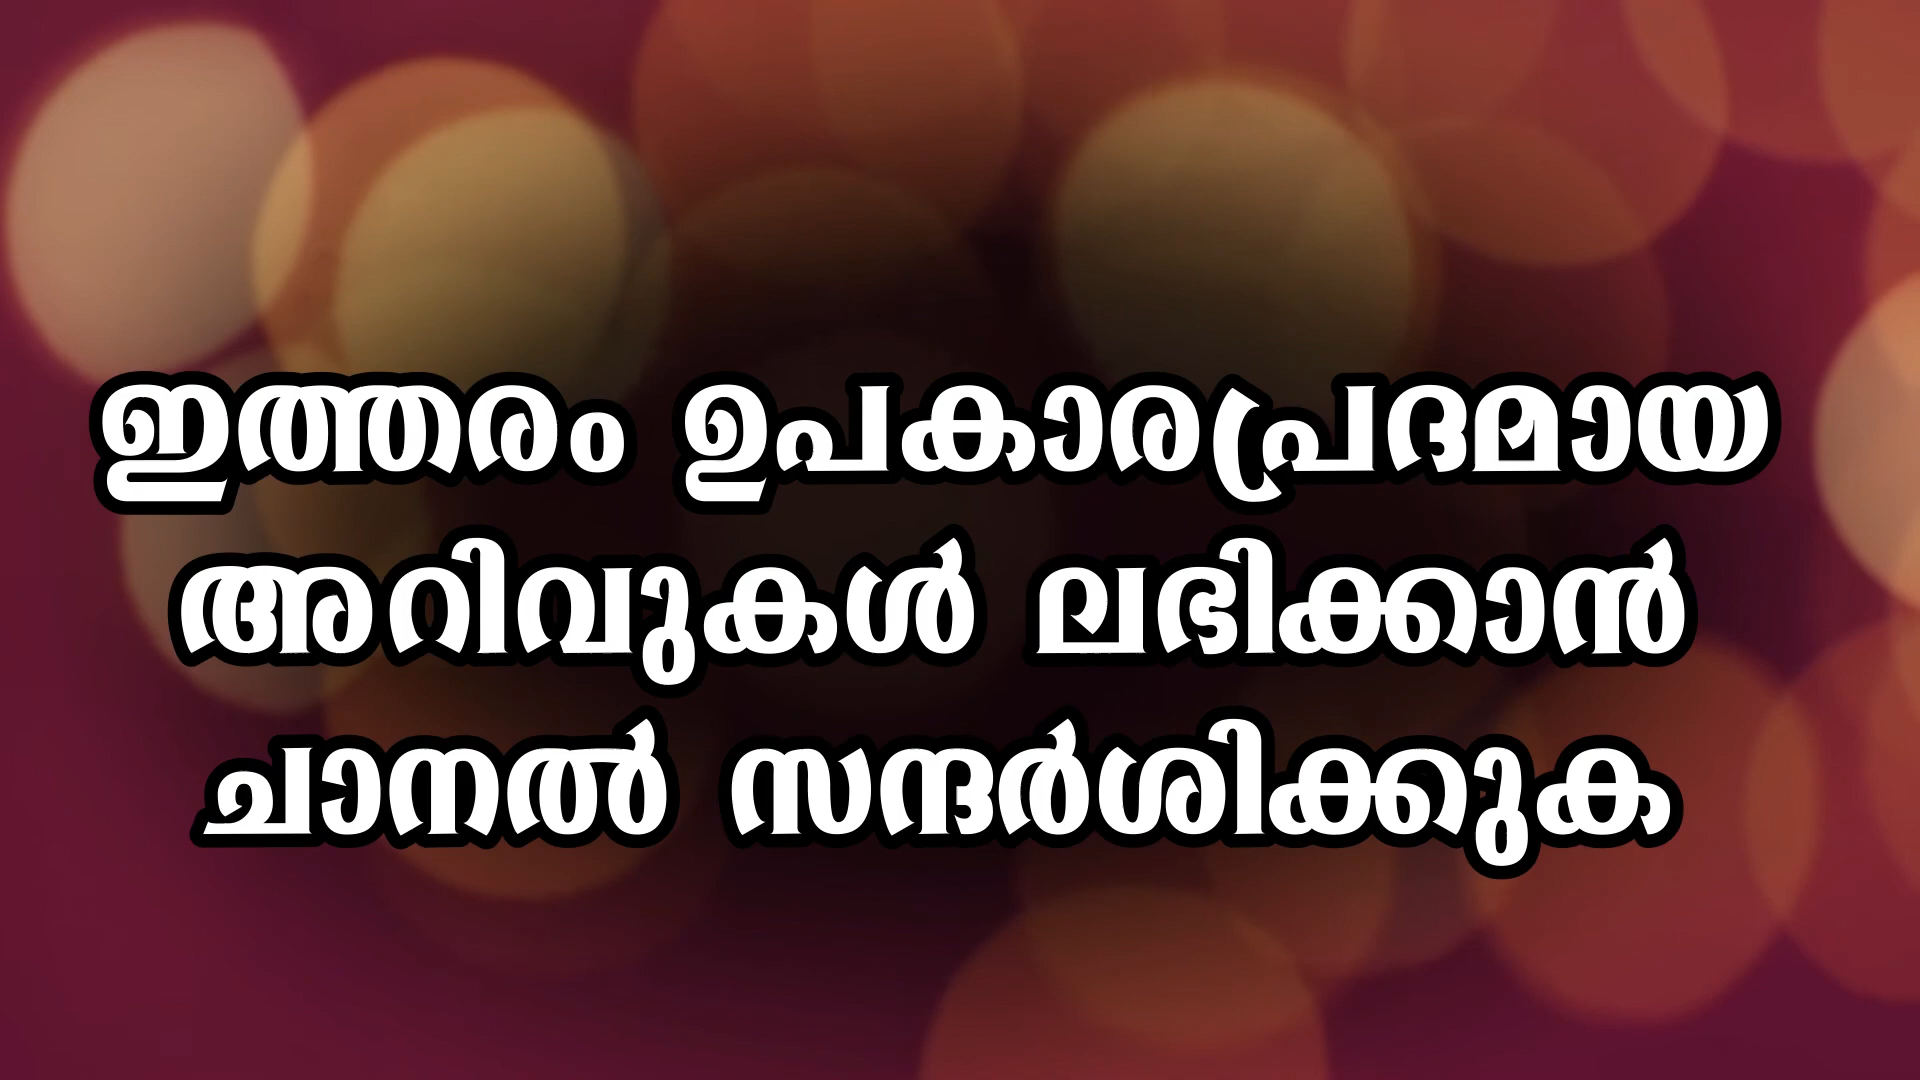 ഇത്തരം ഉപകാരപ്രദമായ
അറിവുകൾ ലഭിക്കാൻ
ചാനൽ സന്ദർശിക്കുക